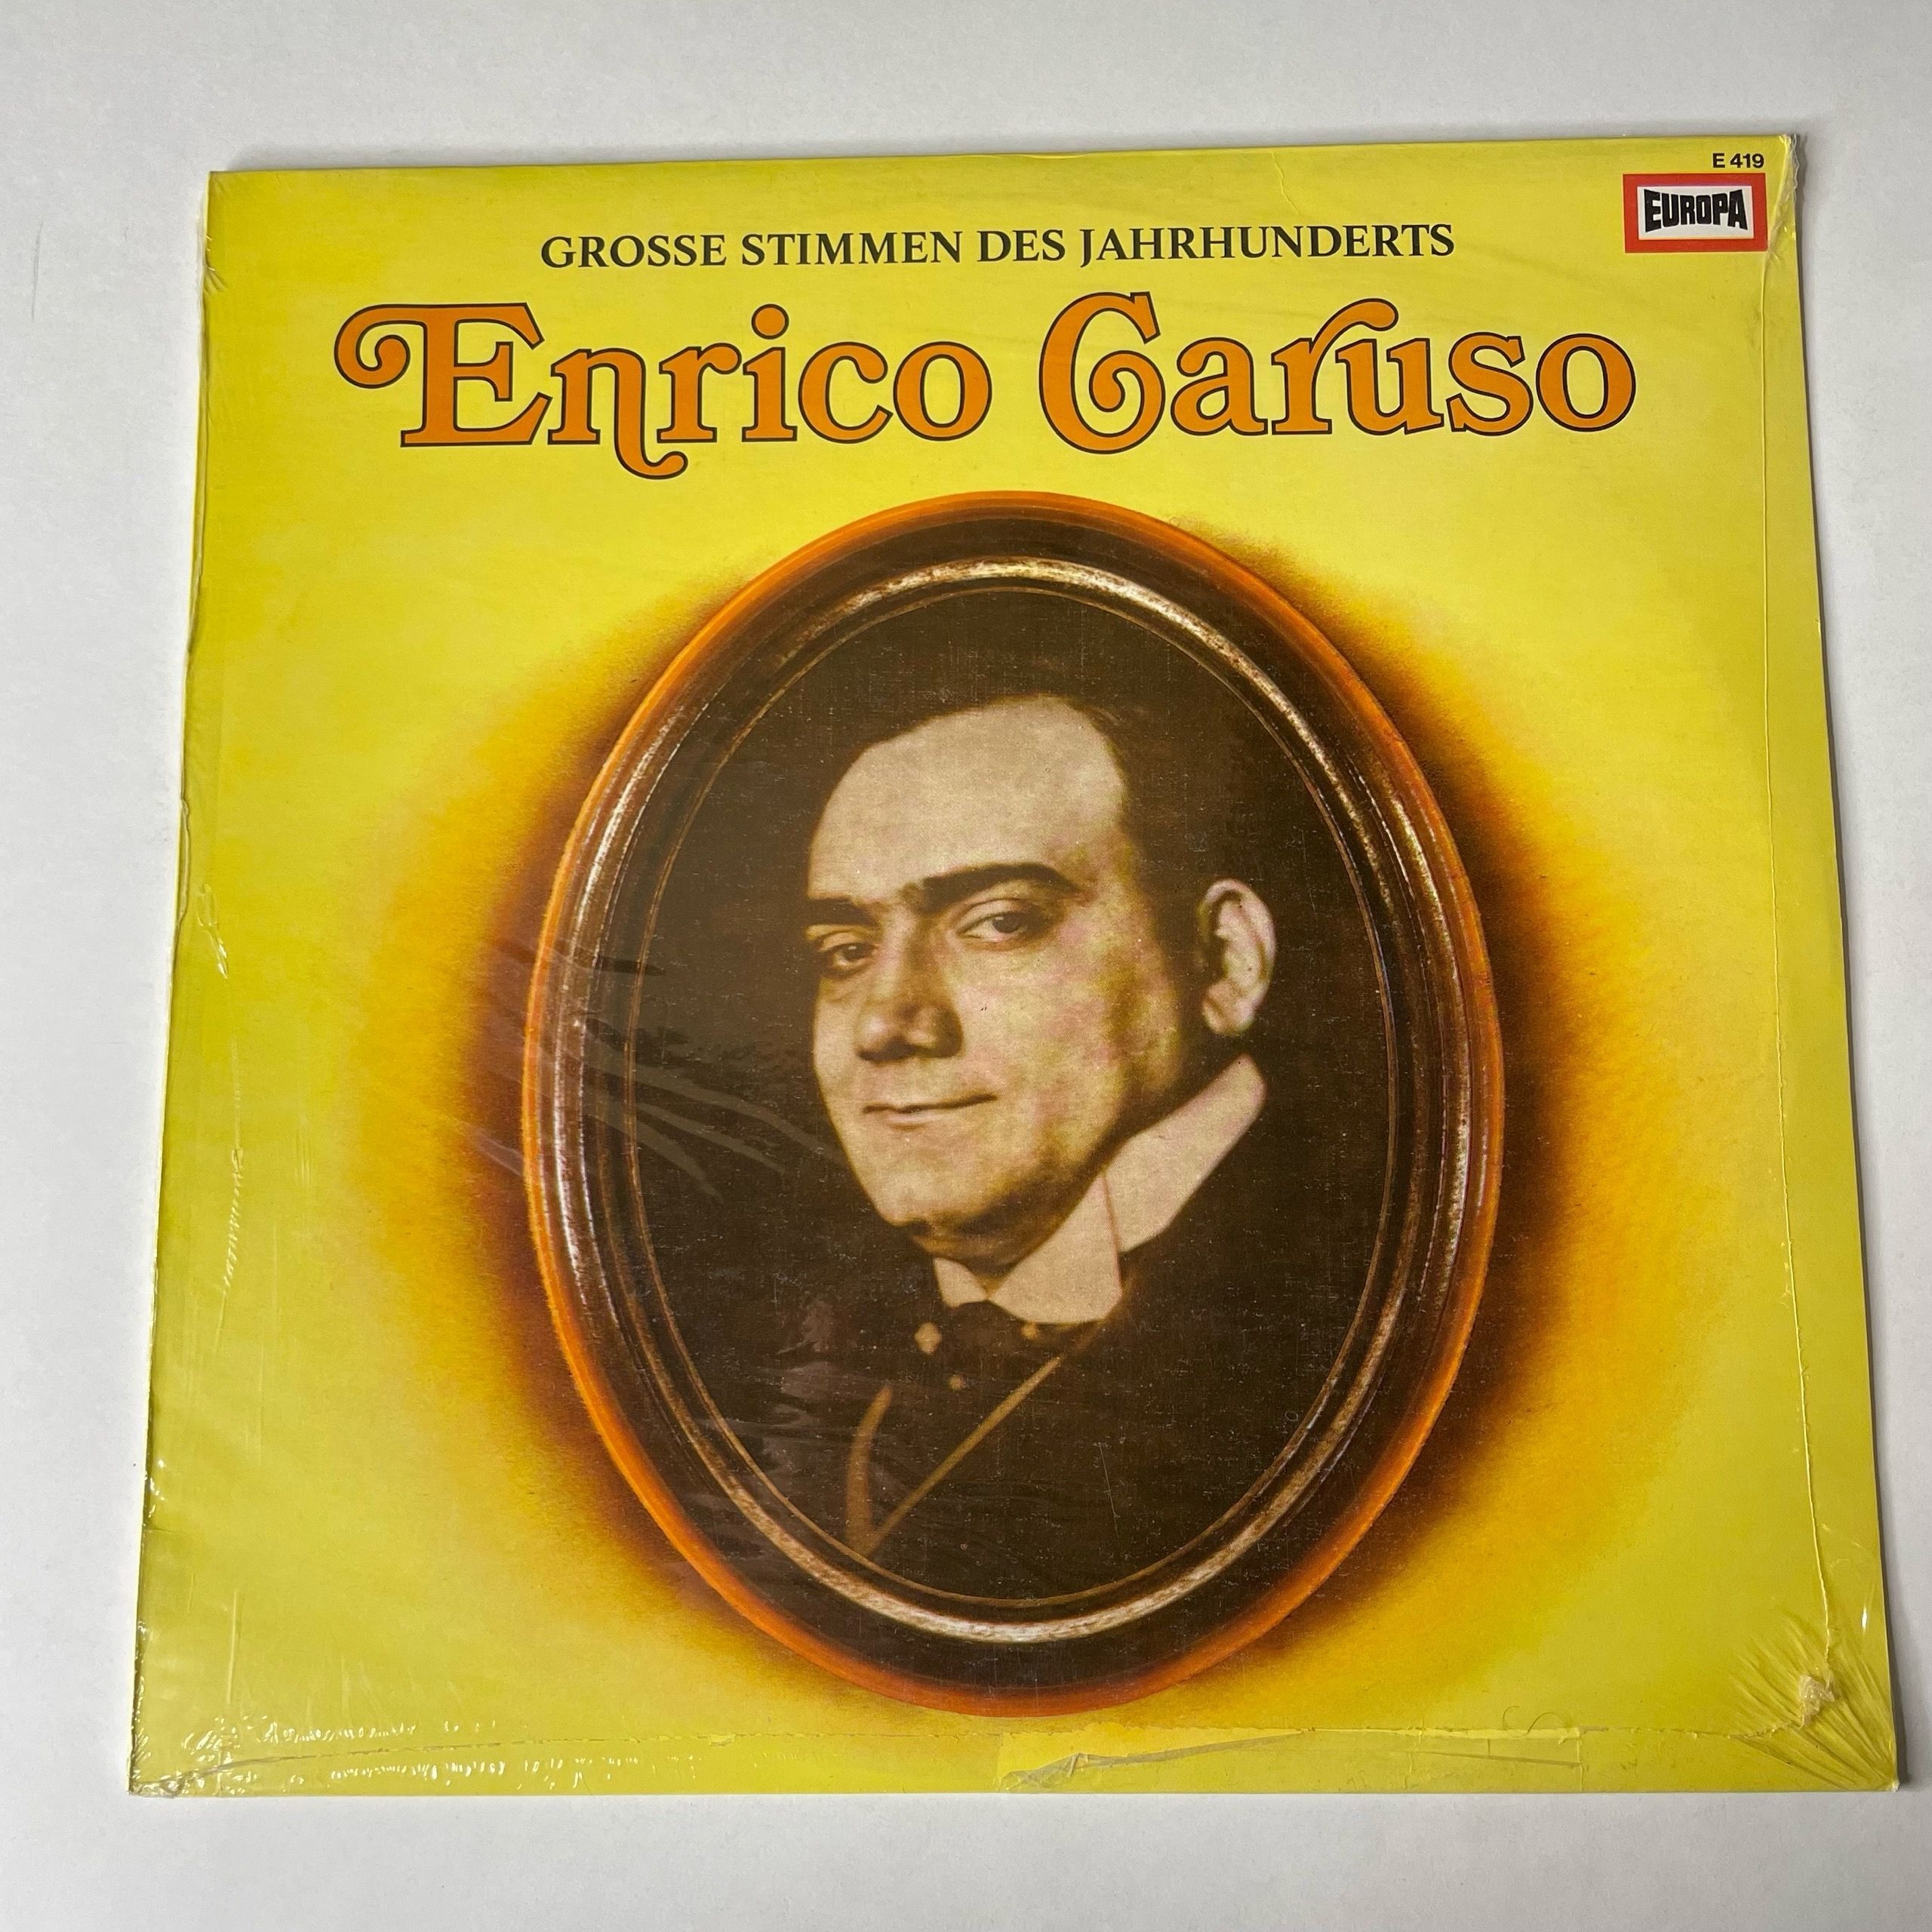 E 419
EUROPA
GROSSE STIMMEN DES JAHRHUNDERTS
Enrico Caruso